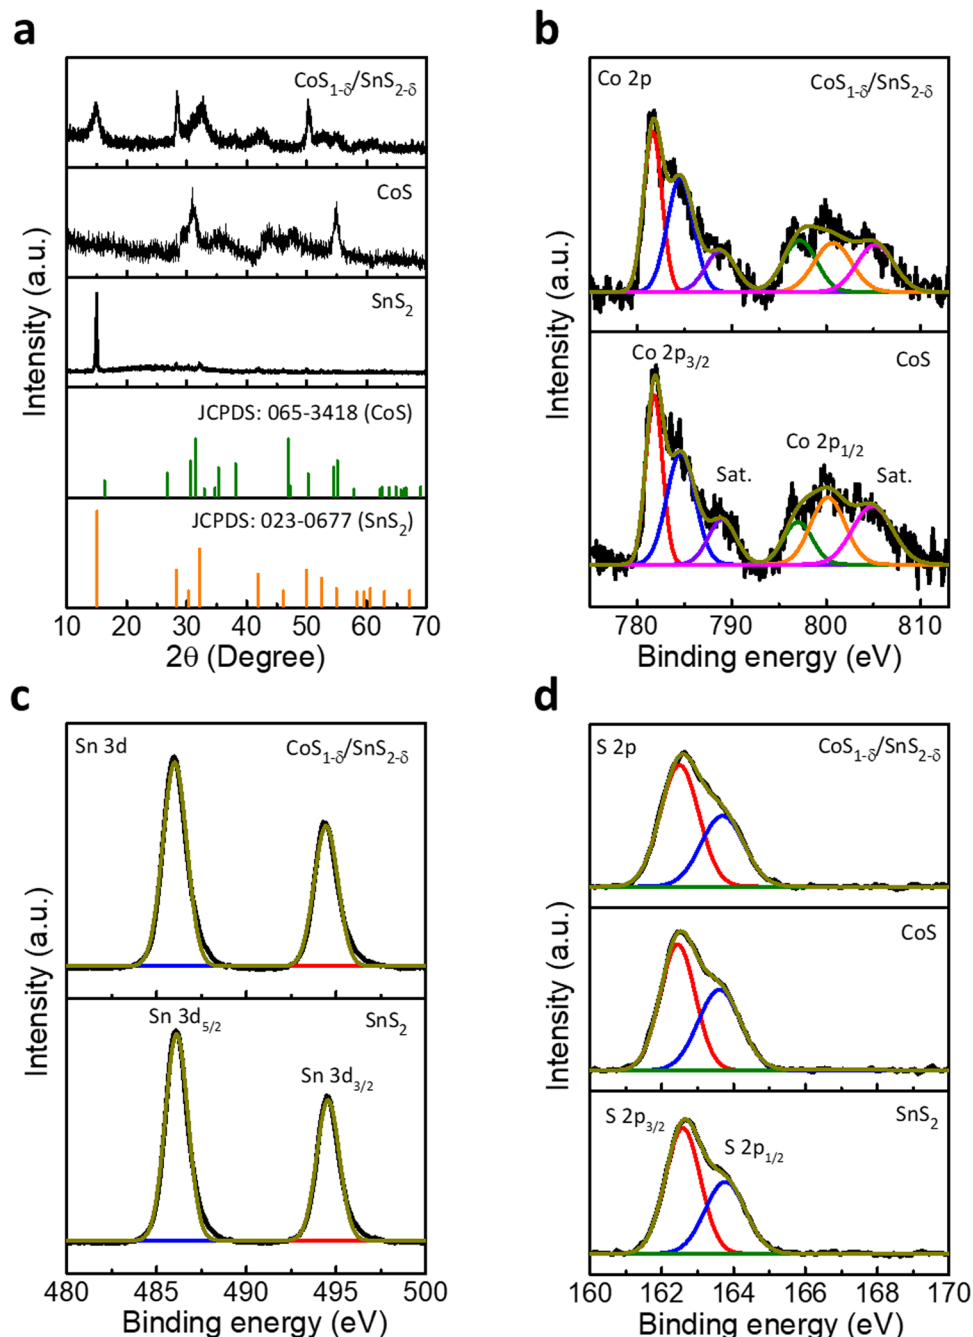 a
CoS1-δ/SnS2-δ
CoS
SnS2
JCPDS: 065-3418 (CoS)
JCPDS: 023-0677 (SnS2)
Intensity (a.u.)
10 20 30 40 50 60 70
2θ (Degree)
b
Co 2p
CoS1-δ/SnS2-δ
Co 2p3/2
CoS
Sat.
Co 2p1/2
Sat.
Intensity (a.u.)
780 790 800 810
Binding energy (eV)
c
Sn 3d
CoS1-δ/SnS2-δ
Sn 3d5/2
SnS2
Sn 3d3/2
Intensity (a.u.)
480 485 490 495 500
Binding energy (eV)
d
S 2p
CoS1-δ/SnS2-δ
CoS
S 2p3/2
SnS2
S 2p1/2
Intensity (a.u.)
160 162 164 166 168 170
Binding energy (eV)